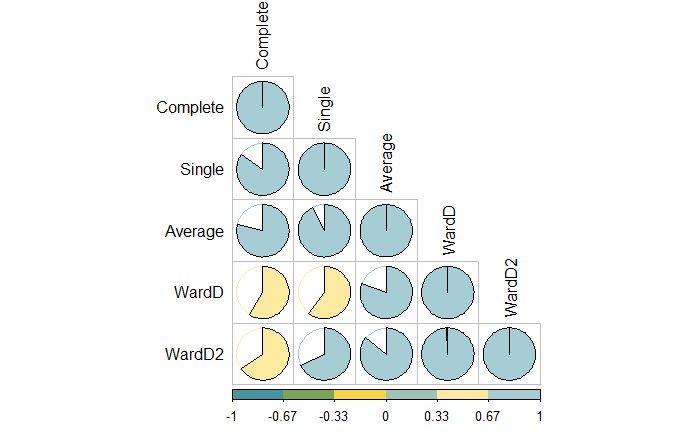 Complete
Single
Average
WardD
WardD2
Complete
Single
Average
WardD
WardD2
-1 -0.67 -0.33 0 0.33 0.67 1